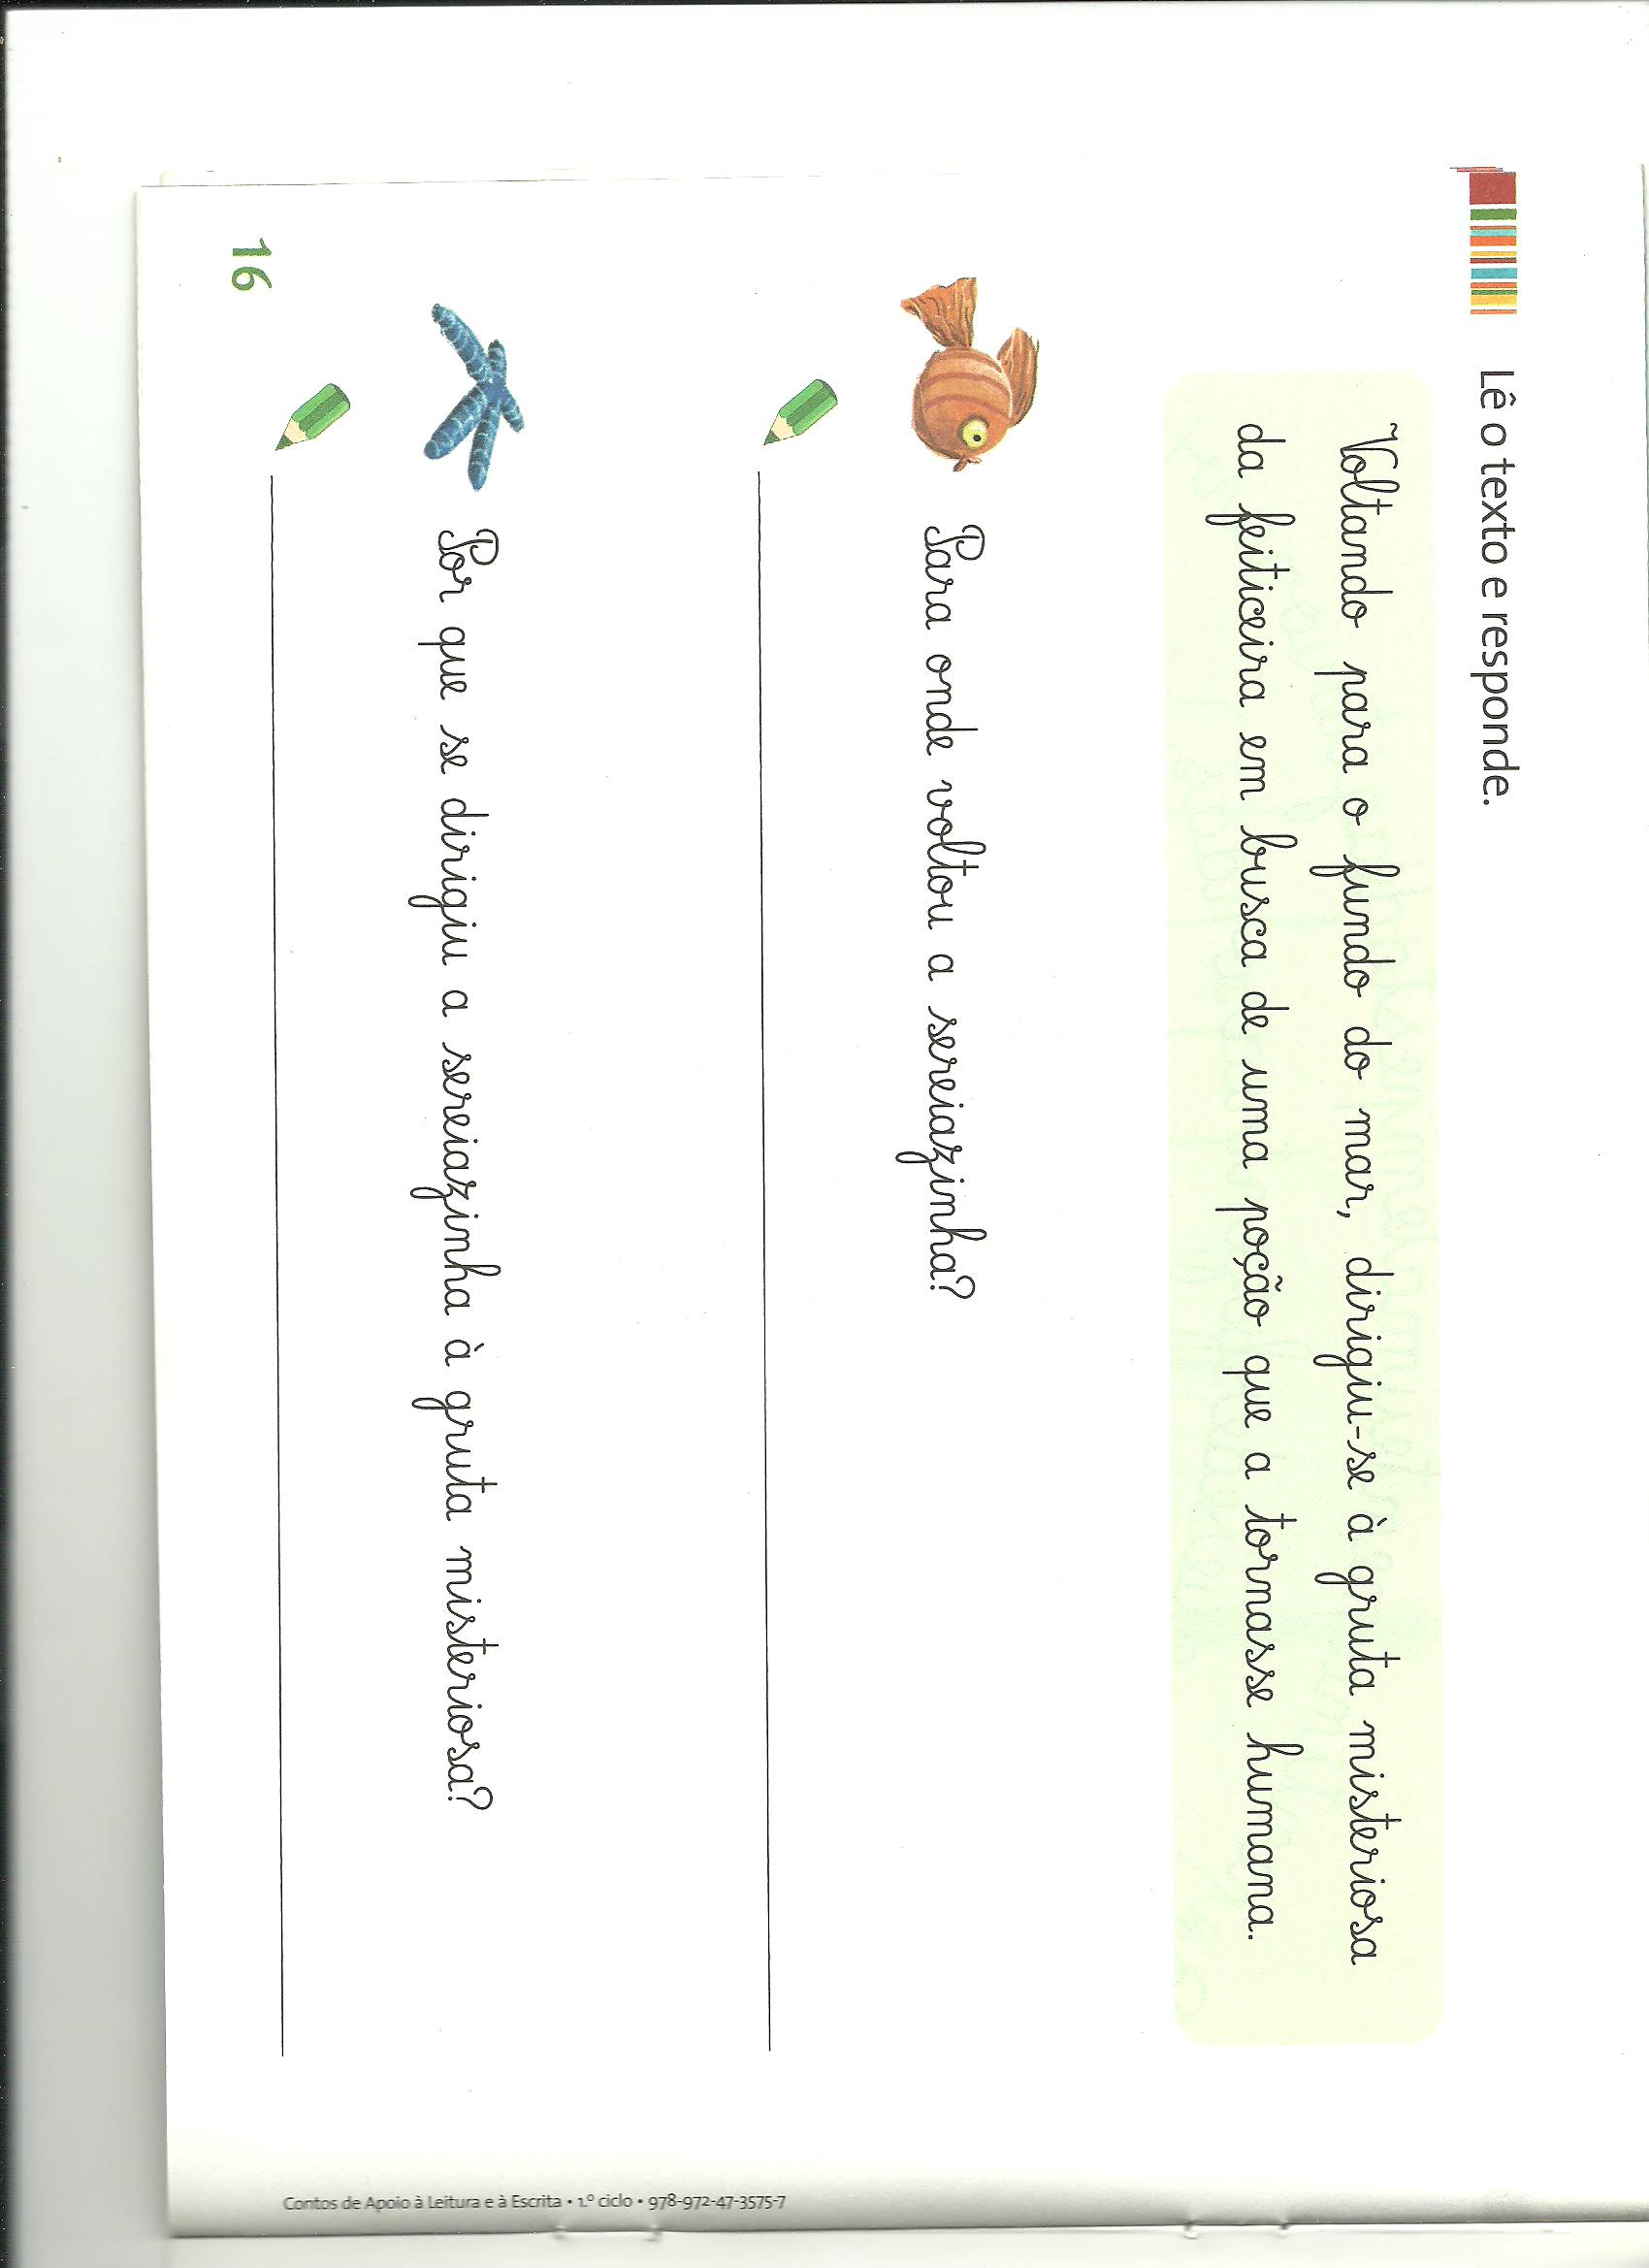 Lê o texto e responde.
Voltando para o fundo do mar, dirigiu-se à gruta misteriosa
da feiticeira em busca de uma poção que a tornasse humana.
Para onde voltou a sereiazinha?
Por que se dirigiu a sereiazinha à gruta misteriosa?
16
Contos de Apoio à Leitura e à Escrita • 1.º ciclo • 978-972-47-3575-7